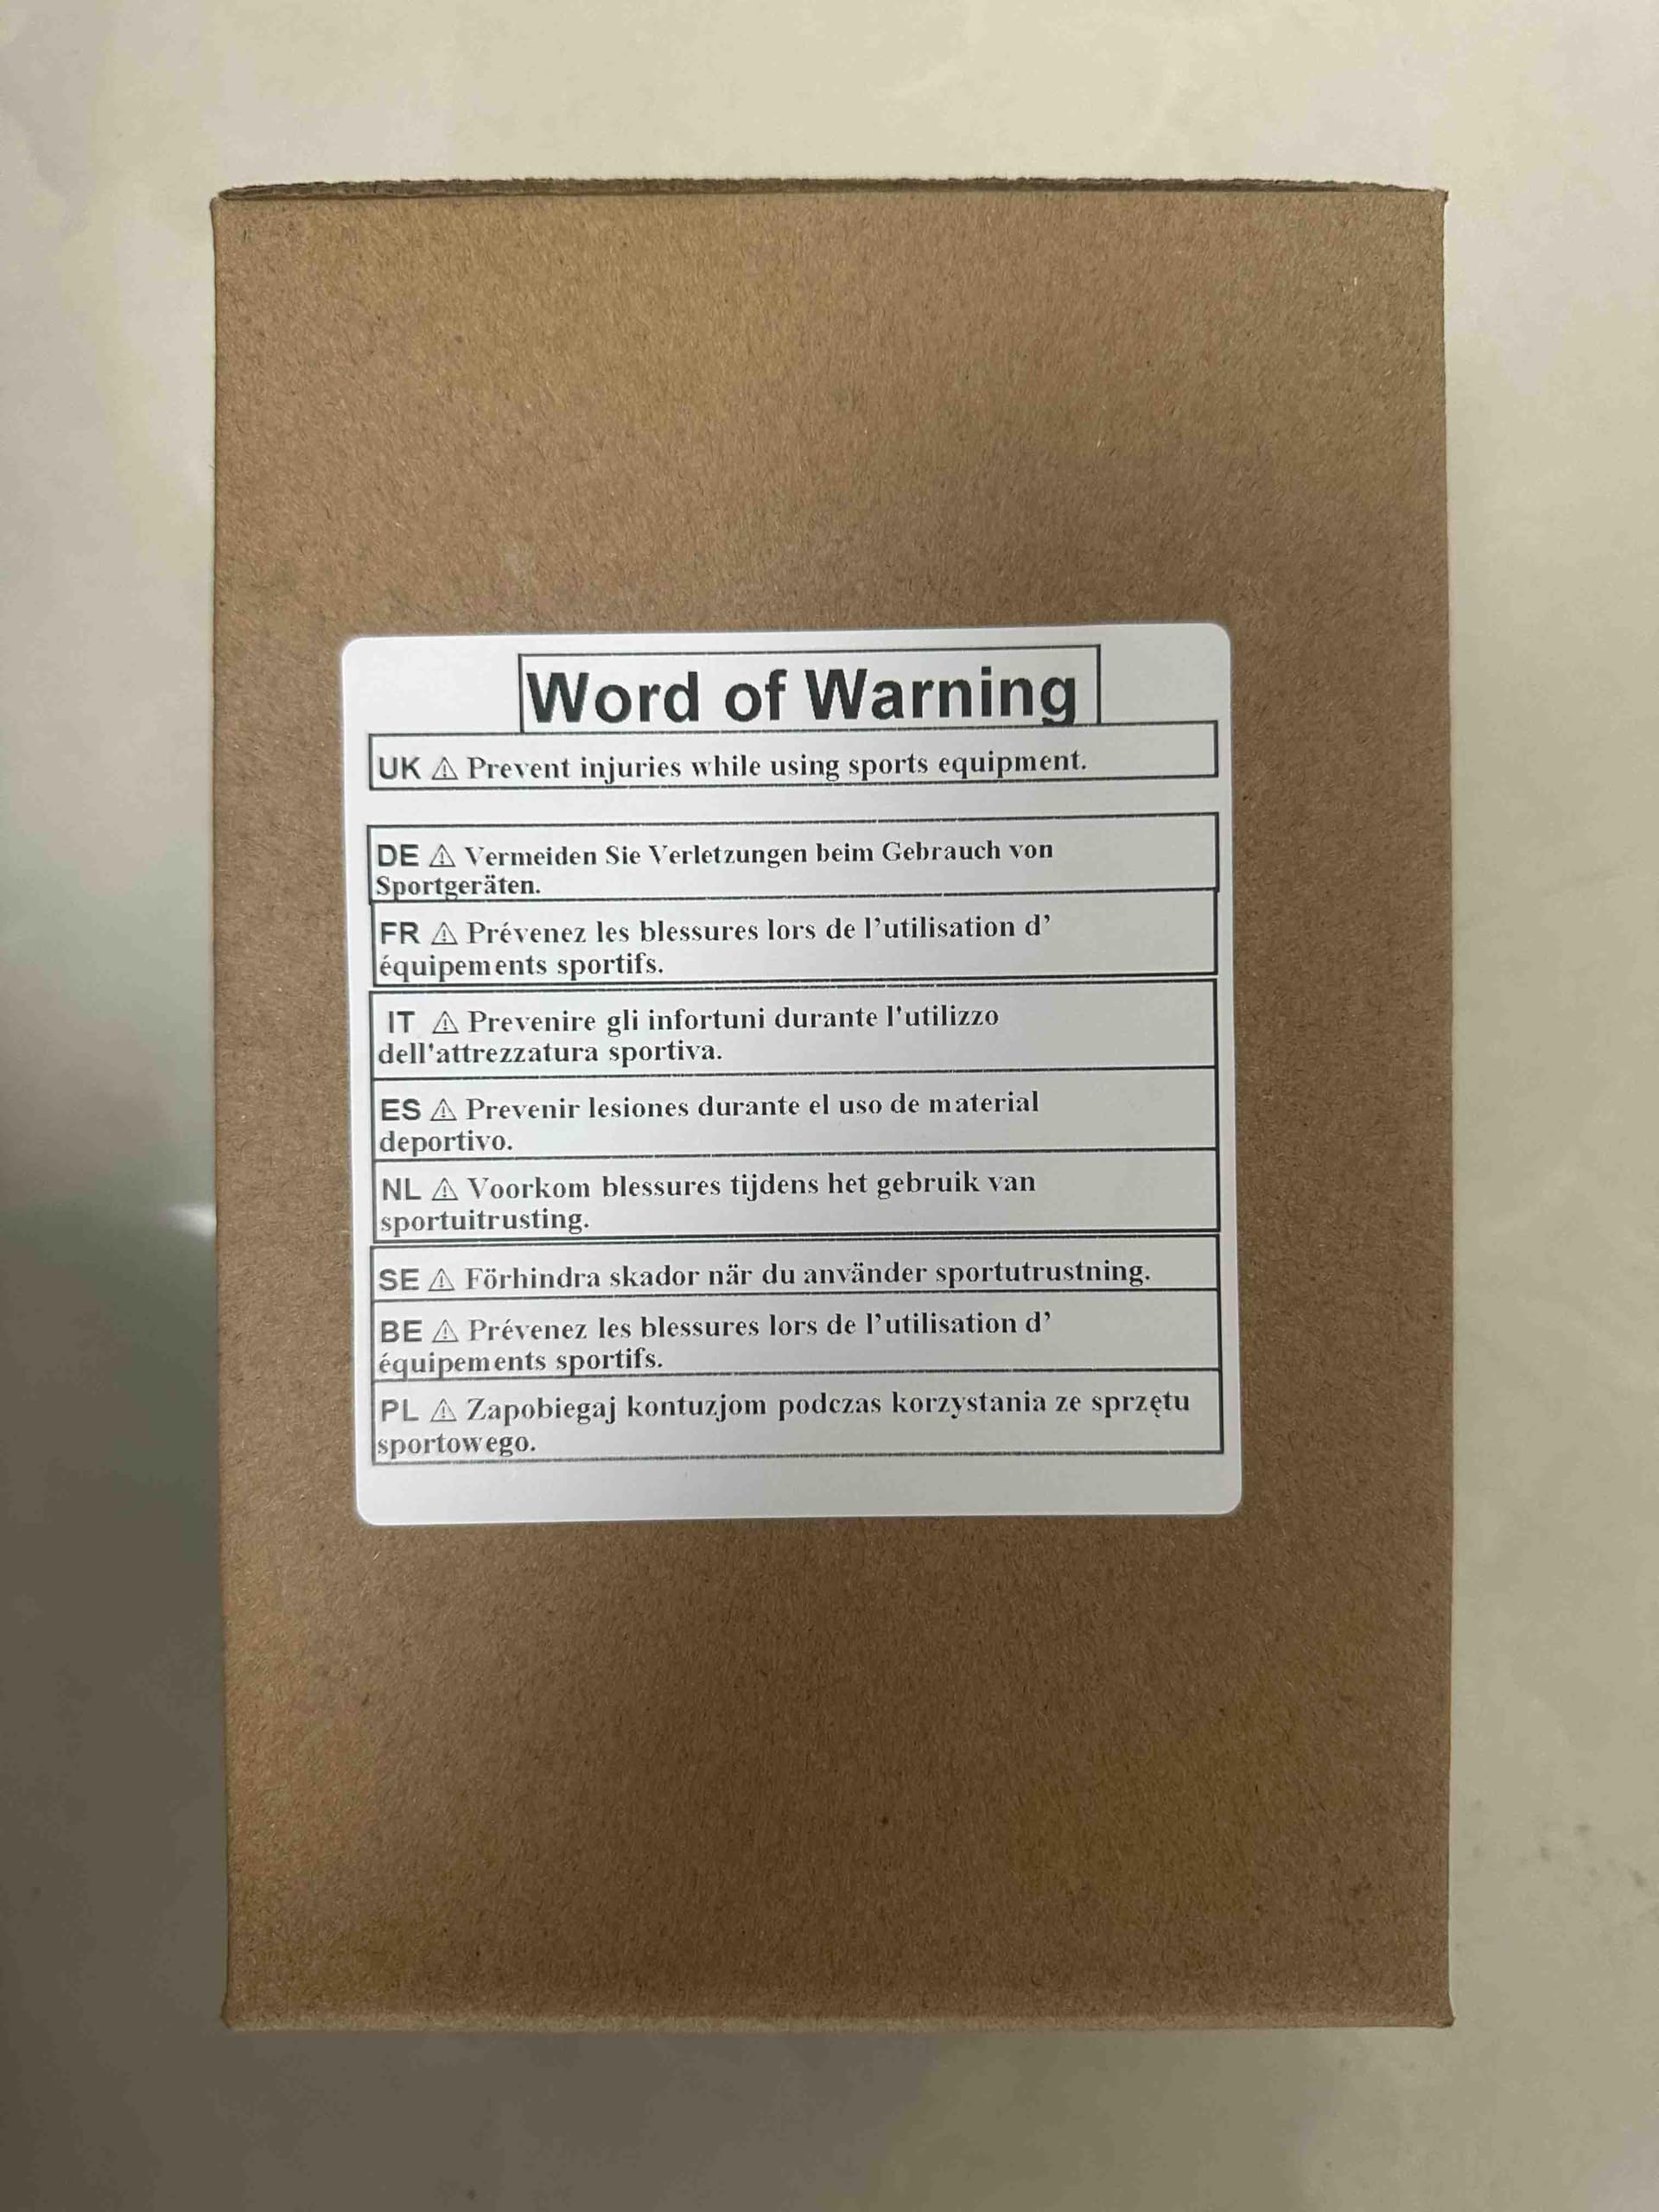 Word of Warning
UK ⚠ Prevent injuries while using sports equipment.
DE ⚠ Vermeiden Sie Verletzungen beim Gebrauch von
Sportgeräten.
FR ⚠ Prévenez les blessures lors de l’utilisation d’
équipements sportifs.
IT ⚠ Prevenire gli infortuni durante l'utilizzo
dell'attrezzatura sportiva.
ES ⚠ Prevenir lesiones durante el uso de material
deportivo.
NL ⚠ Voorkom blessures tijdens het gebruik van
sportuitrusting.
SE ⚠ Förhindra skador när du använder sportutrustning.
BE ⚠ Prévenez les blessures lors de l’utilisation d’
équipements sportifs.
PL ⚠ Zapobiegaj kontuzjom podczas korzystania ze sprzętu
sportowego.